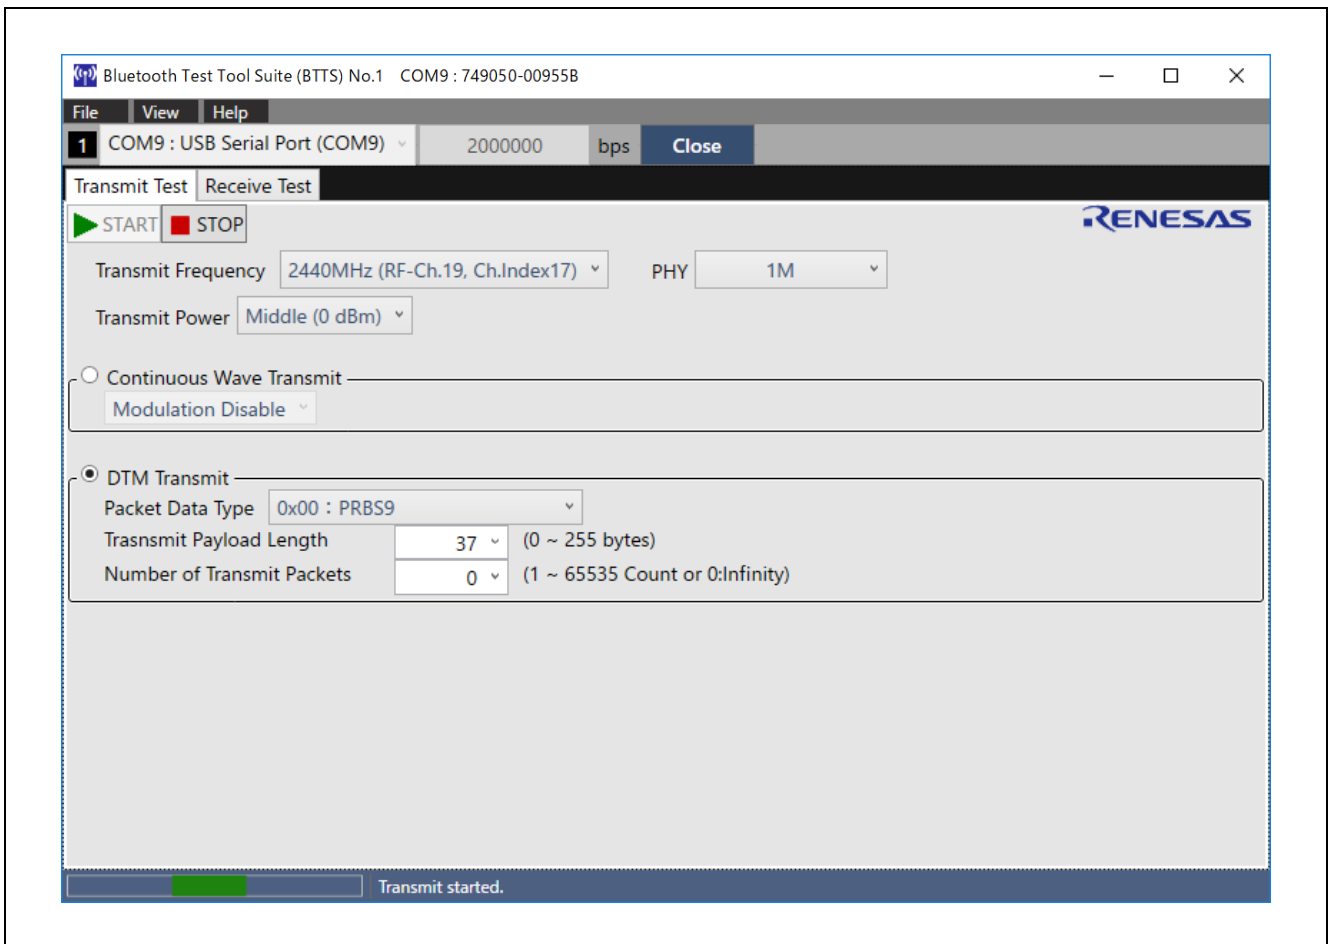 Bluetooth Test Tool Suite (BTTS) No.1 COM9 : 749050-00955B
File View Help
1 COM9 : USB Serial Port (COM9) 2000000 bps Close
Transmit Test Receive Test
START STOP RENESAS
Transmit Frequency 2440MHz (RF-Ch.19, Ch.Index17) PHY 1M
Transmit Power Middle (0 dBm)
Continuous Wave Transmit
Modulation Disable
DTM Transmit
Packet Data Type 0x00 : PRBS9
Trasnsmit Payload Length 37 (0 ~ 255 bytes)
Number of Transmit Packets 0 (1 ~ 65535 Count or 0:Infinity)
Transmit started.